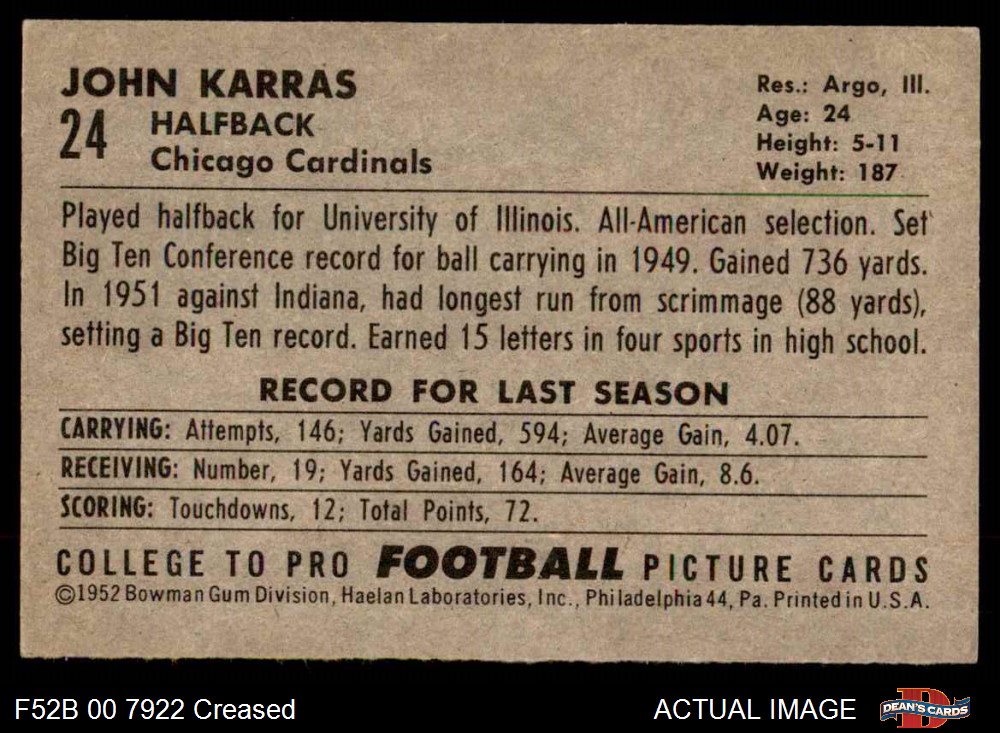 JOHN KARRAS
24 HALFBACK
Chicago Cardinals
Res.: Argo, Ill.
Age: 24
Height: 5-11
Weight: 187
Played halfback for University of Illinois. All-American selection. Set
Big Ten Conference record for ball carrying in 1949. Gained 736 yards.
In 1951 against Indiana, had longest run from scrimmage (88 yards),
setting a Big Ten record. Earned 15 letters in four sports in high school.
RECORD FOR LAST SEASON
CARRYING: Attempts, 146; Yards Gained, 594; Average Gain, 4.07.
RECEIVING: Number, 19; Yards Gained, 164; Average Gain, 8.6.
SCORING: Touchdowns, 12; Total Points, 72.
COLLEGE TO PRO FOOTBALL PICTURE CARDS
©1952 Bowman Gum Division, Haelan Laboratories, Inc., Philadelphia 44, Pa. Printed in U.S.A.
F52B 00 7922 Creased
ACTUAL IMAGE
D
DEAN'S CARDS